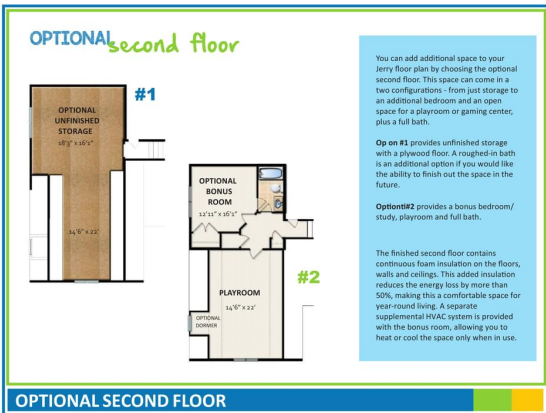 OPTIONAL second floor
#1
OPTIONAL
UNFINISHED
STORAGE
18'3" x 16'1"
14'6" x 22'
OPTIONAL
BONUS
ROOM
12'11" x 16'1"
#2
PLAYROOM
14'6" x 22'
OPTIONAL
DORMER
You can add additional space to your
Jerry floor plan by choosing the optional
second floor. This space can come in a
two configurations - from just storage to
an additional bedroom and an open
space for a playroom or gaming center,
plus a full bath.
Op on #1 provides unfinished storage
with a plywood floor. A roughed-in bath
is an additional option if you would like
the ability to finish out the space in the
future.
Optionti#2 provides a bonus bedroom/
study, playroom and full bath.
The finished second floor contains
continuous foam insulation on the floors,
walls and ceilings. This added insulation
reduces the energy loss by more than
50%, making this a comfortable space for
year-round living. A separate
supplemental HVAC system is provided
with the bonus room, allowing you to
heat or cool the space only when in use.
OPTIONAL SECOND FLOOR